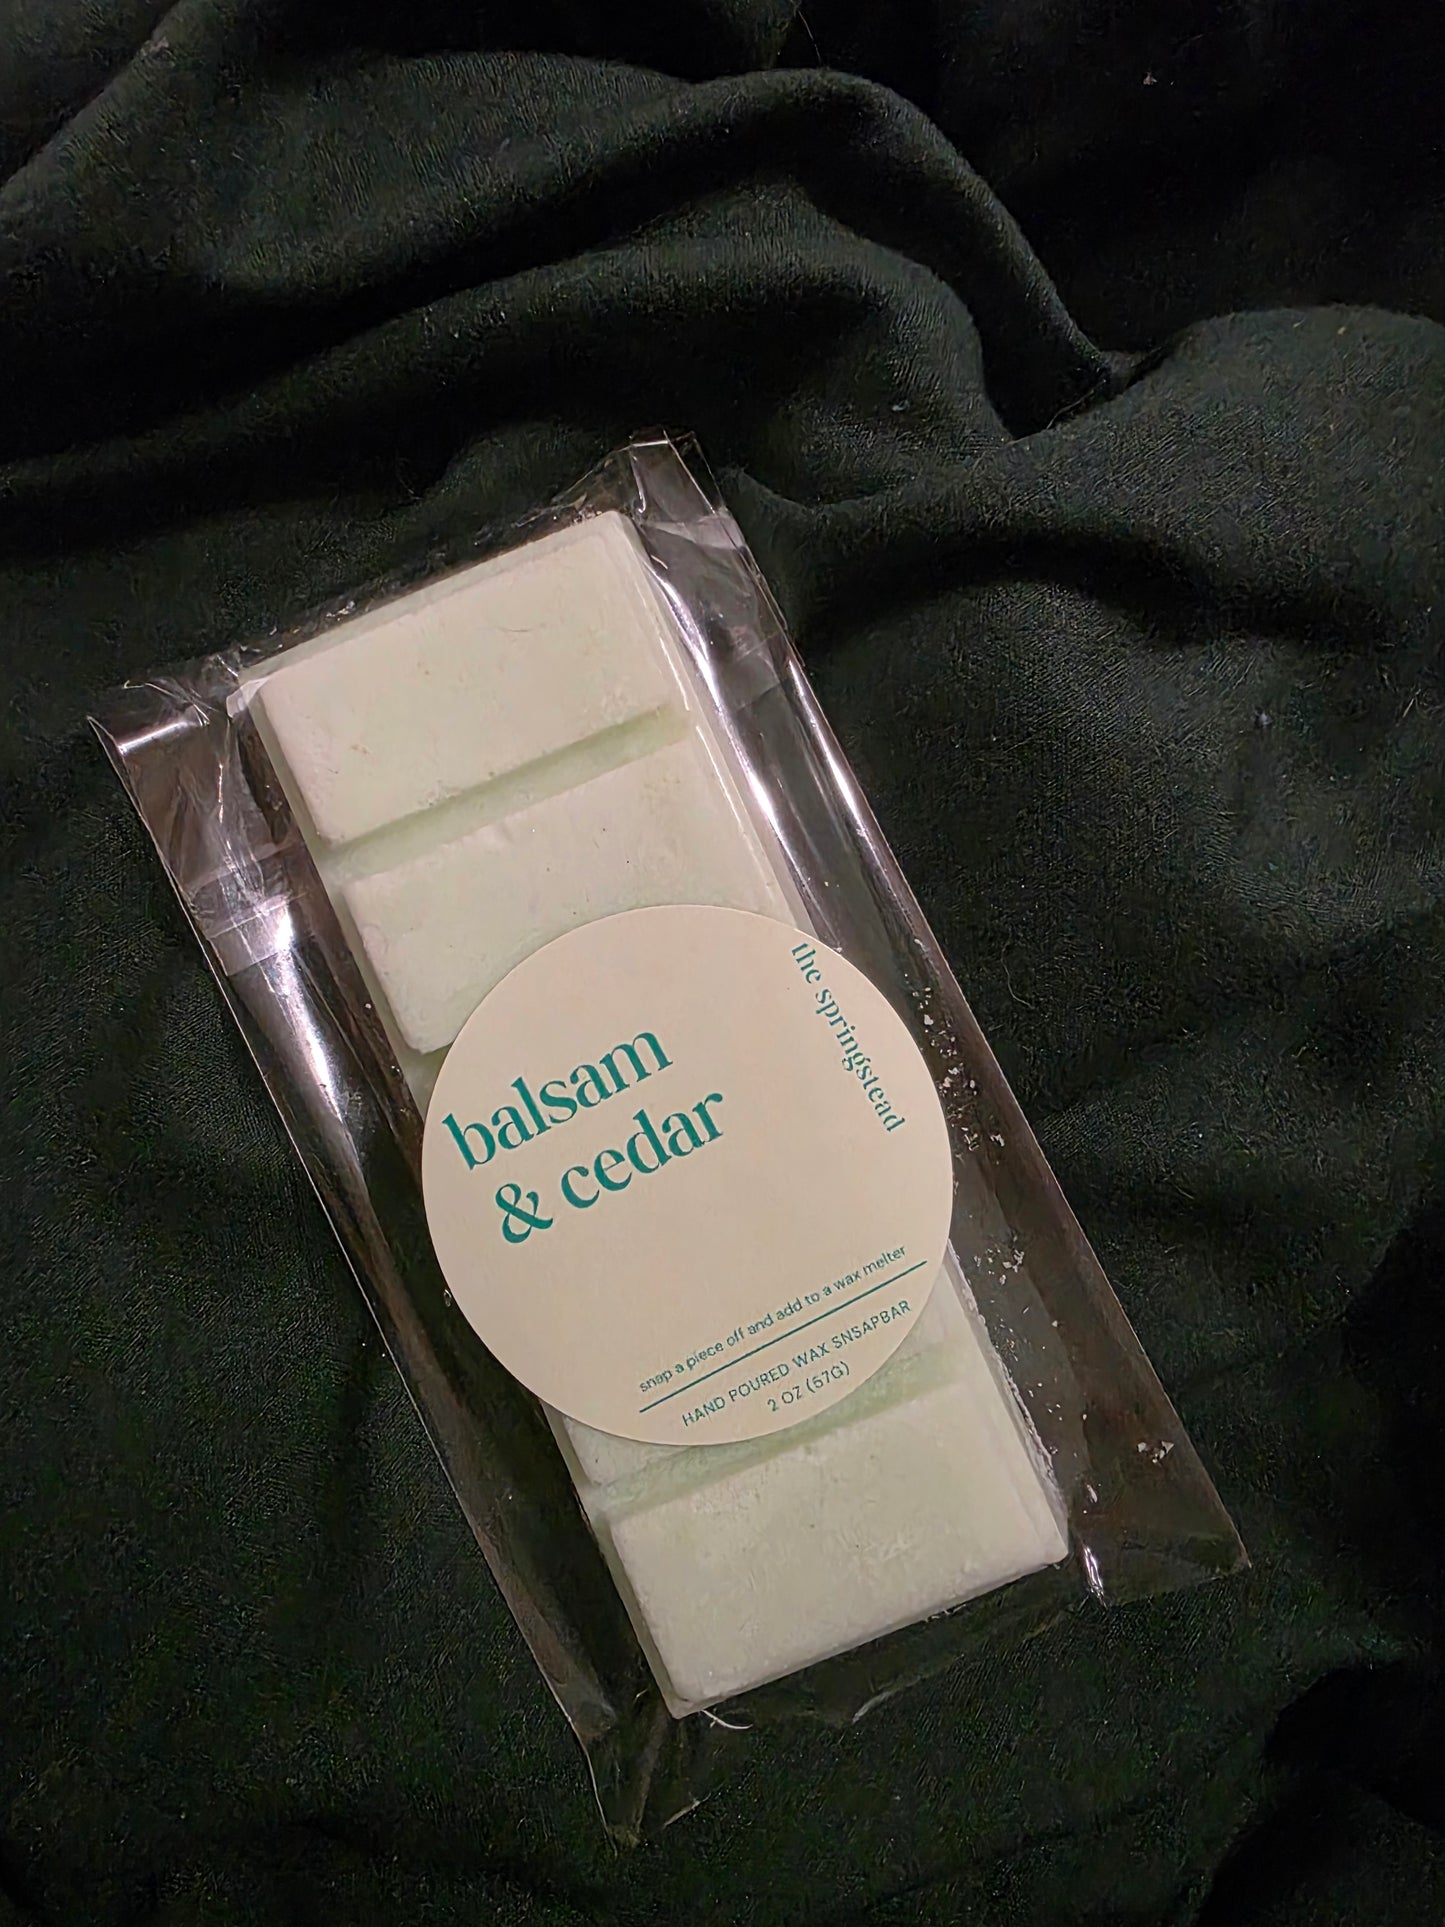 the springstead
balsam
& cedar
snap a piece off and add to a wax melter
HAND POURED WAX SNSAPBAR
2 OZ (57G)